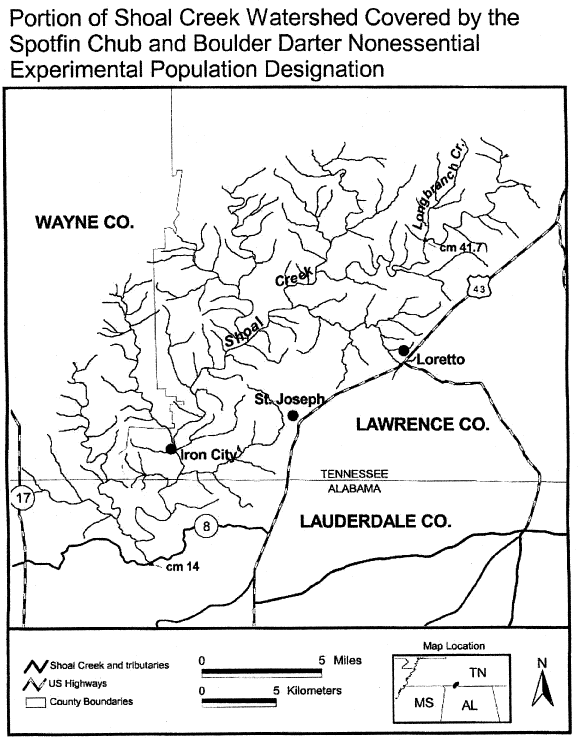 Portion of Shoal Creek Watershed Covered by the
Spotfin Chub and Boulder Darter Nonessential
Experimental Population Designation
Longbranch Cr.
WAYNE CO.
cm 41.7
Creek
43
Shoal
Loretto
St. Joseph
LAWRENCE CO.
Iron City
TENNESSEE
ALABAMA
17
8
LAUDERDALE CO.
cm 14
Shoal Creek and tributaries
US Highways
County Boundaries
0 5 Miles
0 5 Kilometers
Map Location
TN
MS AL
N